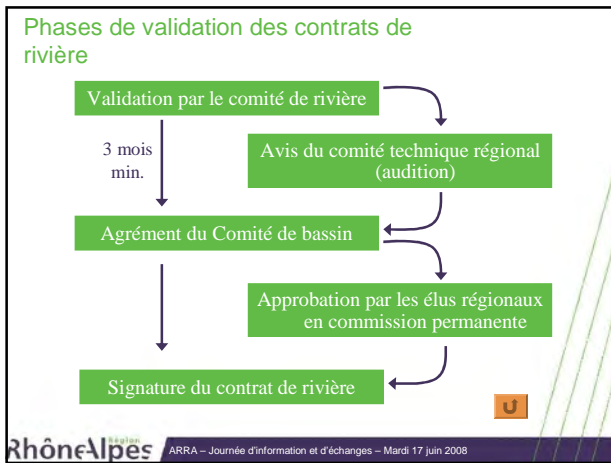 Phases de validation des contrats de
rivière
Validation par le comité de rivière
3 mois
min.
Avis du comité technique régional
(audition)
Agrément du Comité de bassin
Approbation par les élus régionaux
en commission permanente
Signature du contrat de rivière
Région
RhôneAlpes
ARRA – Journée d'information et d'échanges – Mardi 17 juin 2008